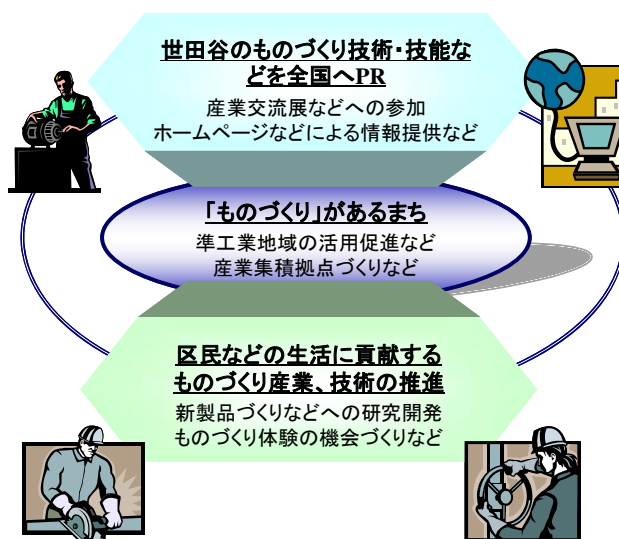 世田谷のものづくり技術・技能な
どを全国へPR
産業交流展などへの参加
ホームページなどによる情報提供など
「ものづくり」があるまち
準工業地域の活用促進など
産業集積拠点づくりなど
区民などの生活に貢献する
ものづくり産業、技術の推進
新製品づくりなどへの研究開発
ものづくり体験の機会づくりなど